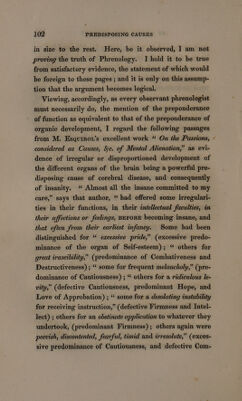 102 PREDISPOSING CAUSES
in size to the rest. Here, be it observed, I am not
proving the truth of Phrenology. I hold it to be true
from satisfactory evidence, the statement of which would
be foreign to these pages; and it is only on this assump-
tion that the argument becomes logical.
Viewing, accordingly, as every observant phrenologist
must necessarily do, the mention of the preponderance
of function as equivalent to that of the preponderance of
organic development, I regard the following passages
from M. Esquirol's excellent work " On the Passions,
considered as Causes, &c. of Mental Alienation," as evi-
dence of irregular or disproportioned development of
the different organs of the brain being a powerful pre-
disposing cause of cerebral disease, and consequently
of insanity. " Almost all the insane committed to my
care," says that author, " had offered some irregulari-
ties in their functions, in their intellectual faculties, in
their affections or feelings, BEFORE becoming insane, and
that often from their earliest infancy. Some had been
distinguished for " excessive pride," (excessive predo-
minance of the organ of Self-esteem); " others for
great irascibility," (predominance of Combativeness and
Destructiveness); " some for frequent melancholy," (pre-
dominance of Cautiousness); " others for a ridiculous le-
vity," (defective Cautiousness, predominant Hope, and
Love of Approbation); " some for a desolating instability
for receiving instruction," (defective Firmness and Intel-
lect); others for an obstinate application to whatever they
undertook, (predominant Firmness); others again were
peevish, discontented, fearful, timid and irresolute," (exces-
sive predominance of Cautiousness, and defective Com-